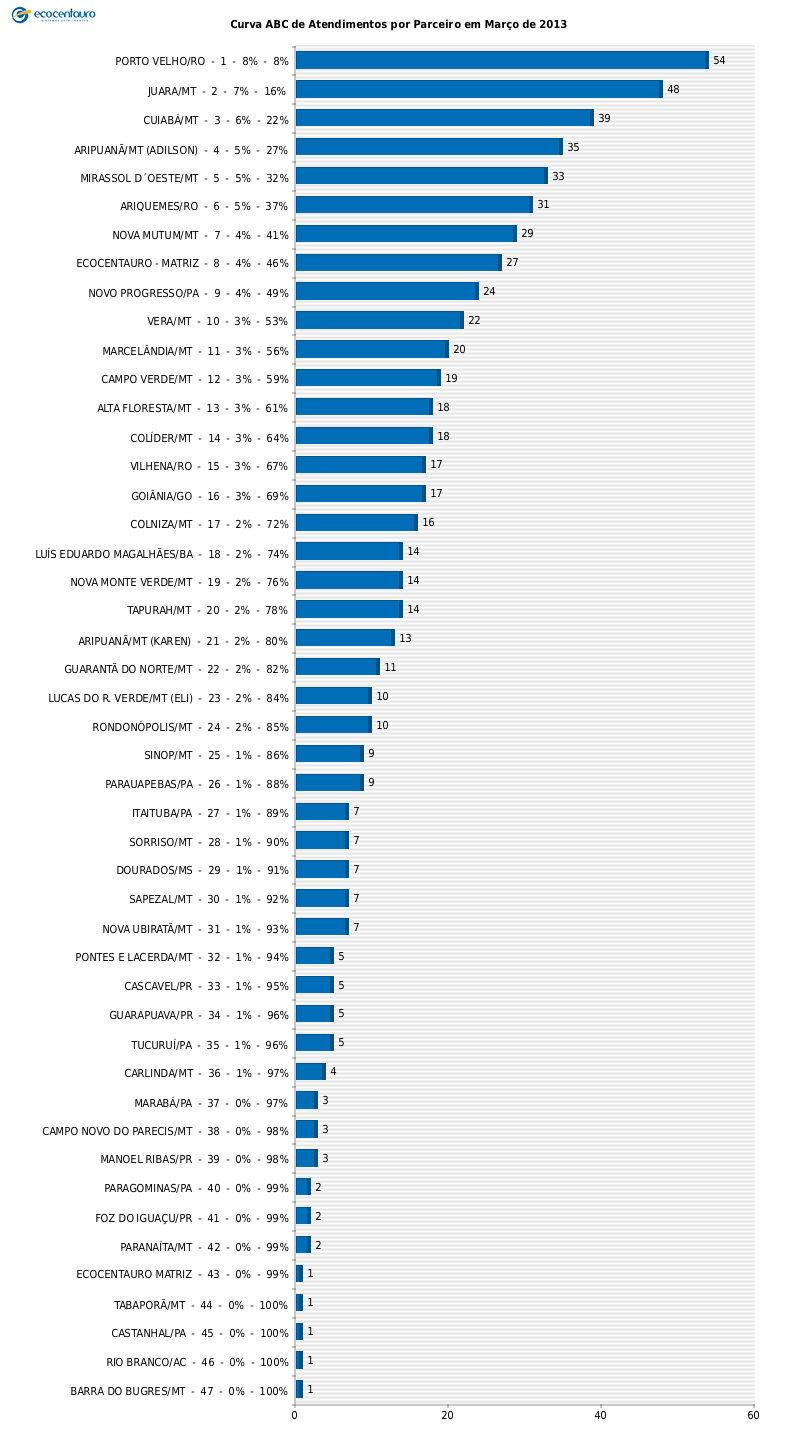 ecocentauro
Curva ABC de Atendimentos por Parceiro em Março de 2013
PORTO VELHO/RO - 1 - 8% - 8% 54
JUARA/MT - 2 - 7% - 16% 48
CUIABÁ/MT - 3 - 6% - 22% 39
ARIPUANÃ/MT (ADILSON) - 4 - 5% - 27% 35
MIRASSOL D´OESTE/MT - 5 - 5% - 32% 33
ARIQUEMES/RO - 6 - 5% - 37% 31
NOVA MUTUM/MT - 7 - 4% - 41% 29
ECOCENTAURO - MATRIZ - 8 - 4% - 46% 27
NOVO PROGRESSO/PA - 9 - 4% - 49% 24
VERA/MT - 10 - 3% - 53% 22
MARCELÂNDIA/MT - 11 - 3% - 56% 20
CAMPO VERDE/MT - 12 - 3% - 59% 19
ALTA FLORESTA/MT - 13 - 3% - 61% 18
COLÍDER/MT - 14 - 3% - 64% 18
VILHENA/RO - 15 - 3% - 67% 17
GOIÂNIA/GO - 16 - 3% - 69% 17
COLNIZA/MT - 17 - 2% - 72% 16
LUÍS EDUARDO MAGALHÃES/BA - 18 - 2% - 74% 14
NOVA MONTE VERDE/MT - 19 - 2% - 76% 14
TAPURAH/MT - 20 - 2% - 78% 14
ARIPUANÃ/MT (KAREN) - 21 - 2% - 80% 13
GUARANTÃ DO NORTE/MT - 22 - 2% - 82% 11
LUCAS DO R. VERDE/MT (ELI) - 23 - 2% - 84% 10
RONDONÓPOLIS/MT - 24 - 2% - 85% 10
SINOP/MT - 25 - 1% - 86% 9
PARAUAPEBAS/PA - 26 - 1% - 88% 9
ITAITUBA/PA - 27 - 1% - 89% 7
SORRISO/MT - 28 - 1% - 90% 7
DOURADOS/MS - 29 - 1% - 91% 7
SAPEZAL/MT - 30 - 1% - 92% 7
NOVA UBIRATÃ/MT - 31 - 1% - 93% 7
PONTES E LACERDA/MT - 32 - 1% - 94% 5
CASCAVEL/PR - 33 - 1% - 95% 5
GUARAPUAVA/PR - 34 - 1% - 96% 5
TUCURUÍ/PA - 35 - 1% - 96% 5
CARLINDA/MT - 36 - 1% - 97% 4
MARABÁ/PA - 37 - 0% - 97% 3
CAMPO NOVO DO PARECIS/MT - 38 - 0% - 98% 3
MANOEL RIBAS/PR - 39 - 0% - 98% 3
PARAGOMINAS/PA - 40 - 0% - 99% 2
FOZ DO IGUAÇU/PR - 41 - 0% - 99% 2
PARANAÍTA/MT - 42 - 0% - 99% 2
ECOCENTAURO MATRIZ - 43 - 0% - 99% 1
TABAPORÃ/MT - 44 - 0% - 100% 1
CASTANHAL/PA - 45 - 0% - 100% 1
RIO BRANCO/AC - 46 - 0% - 100% 1
BARRA DO BUGRES/MT - 47 - 0% - 100% 1
0 20 40 60